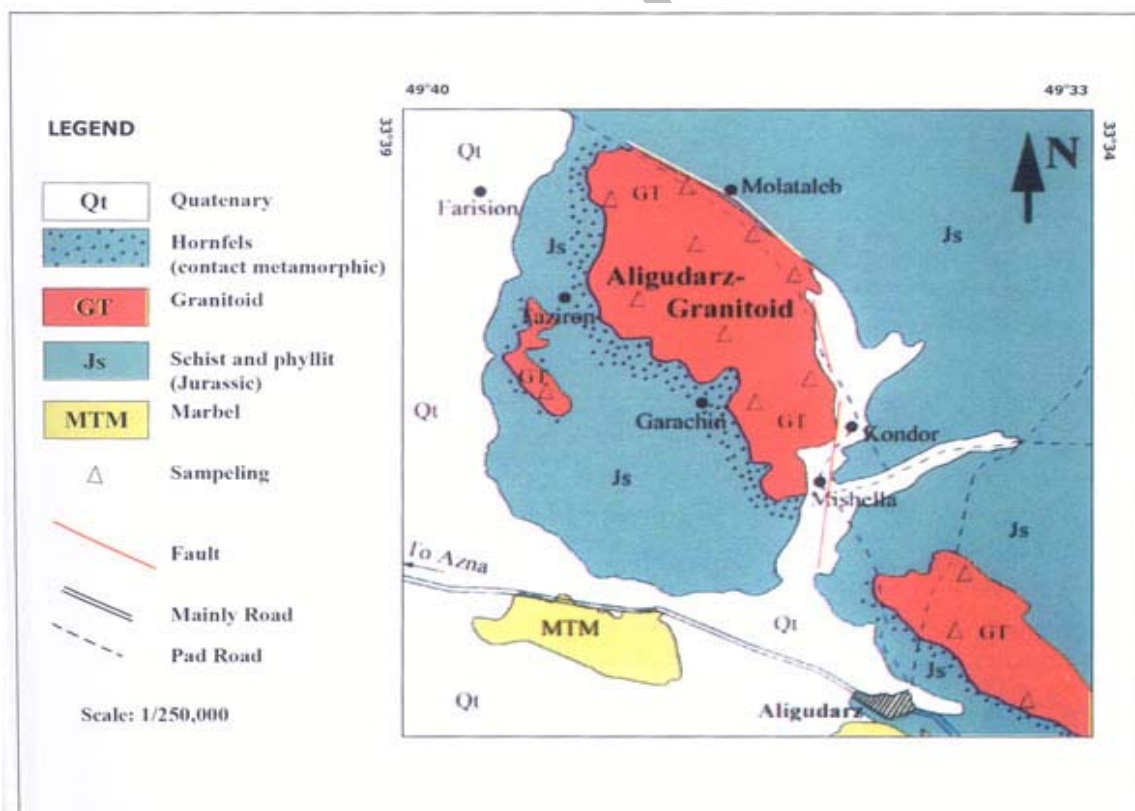 49°40
49°33
LEGEND
33°39
33°34
Qt
Quatenary
Hornfels
(contact metamorphic)
GT
Granitoid
Js
Schist and phyllit
(Jurassic)
MTM
Marbel
Sampeling
Fault
Mainly Road
Pad Road
Scale: 1/250,000
N
Qt
Farision
GT
Molataleb
Js
Js
Aligudarz-
Granitoid
Taziron
GT
Qt
Garachin
GT
Kondor
Js
Mishella
Js
To Azna
MTM
Qt
GT
Js
Qt
Aligudarz